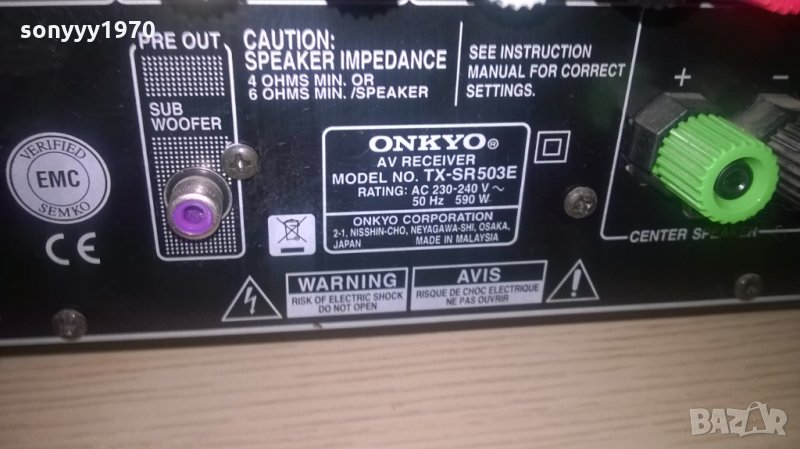 sonyyy1970
PRE OUT
SUB
WOOFER
CAUTION:
SPEAKER IMPEDANCE
4 OHMS MIN. OR
6 OHMS MIN. /SPEAKER
SEE INSTRUCTION
MANUAL FOR CORRECT
SETTINGS.
VERIFIED
EMC
SEMKO
CE
ONKYO®
AV RECEIVER
MODEL NO. TX-SR503E
RATING: AC 230-240 V ~
50 Hz 590 W
ONKYO CORPORATION
2-1, NISSHIN-CHO, NEYAGAWA-SHI, OSAKA,
JAPAN MADE IN MALAYSIA
+ −
CENTER SPEAKER
WARNING
RISK OF ELECTRIC SHOCK
DO NOT OPEN
AVIS
RISQUE DE CHOC ELECTRIQUE
NE PAS OUVRIR
BAZAR